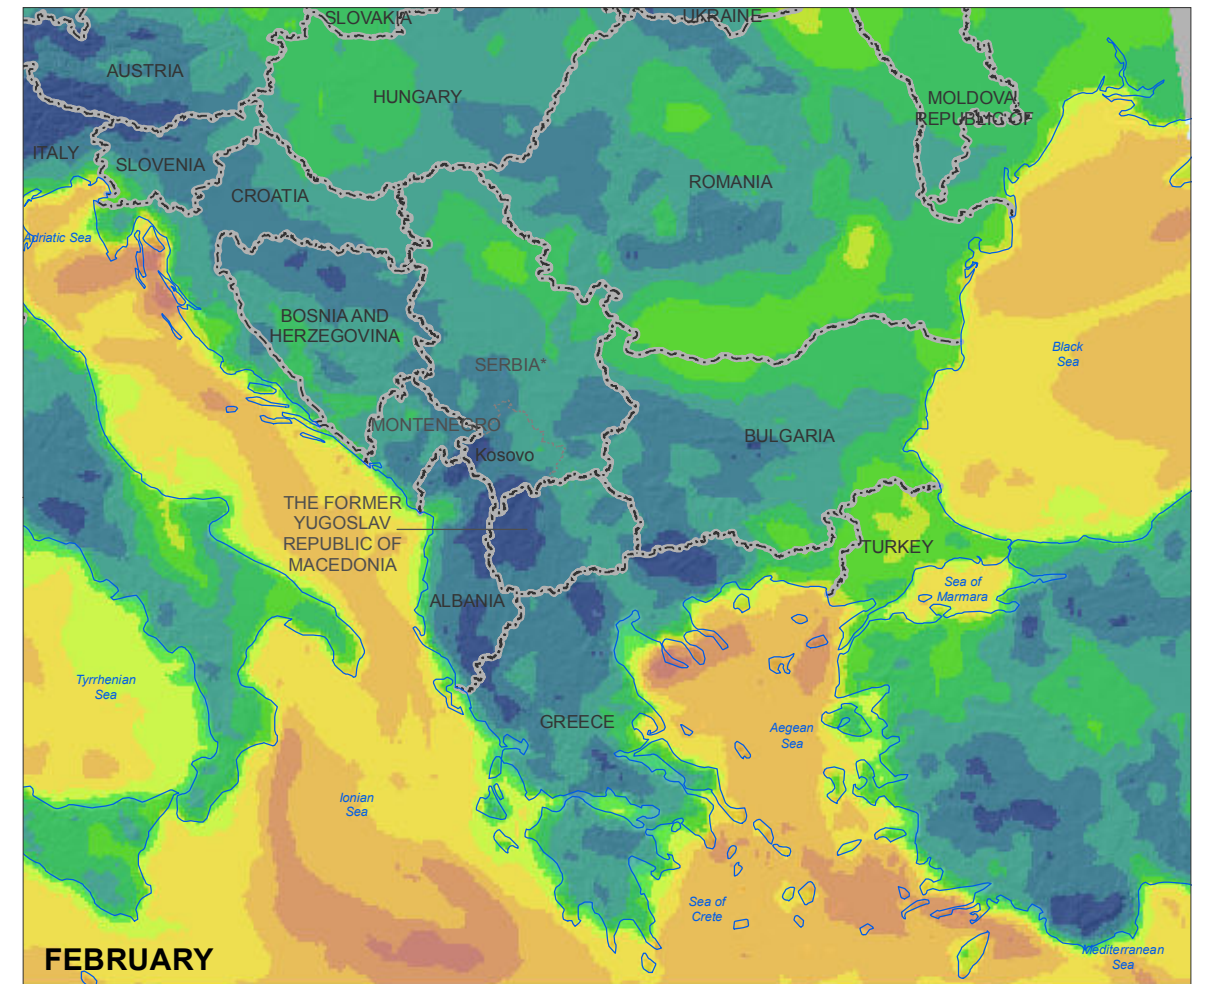 SLOVAKIA
UKRAINE
AUSTRIA
HUNGARY
MOLDOVA,
REPUBLIC OF
ITALY
SLOVENIA
CROATIA
ROMANIA
Adriatic Sea
BOSNIA AND
HERZEGOVINA
Black
Sea
SERBIA*
MONTENEGRO
BULGARIA
Kosovo
THE FORMER
YUGOSLAV
REPUBLIC OF
MACEDONIA
TURKEY
Sea of
Marmara
ALBANIA
Tyrrhenian
Sea
GREECE
Aegean
Sea
Ionian
Sea
Sea of
Crete
Mediterranean
Sea
FEBRUARY